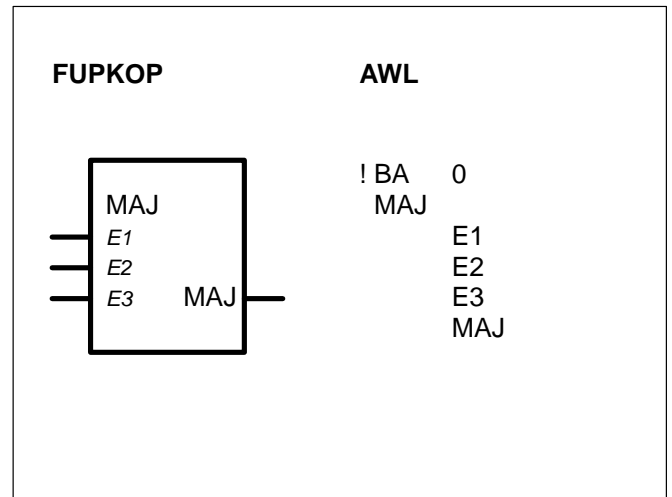 FUPKOP AWL
MAJ
E1
E2
E3 MAJ
! BA 0
MAJ
E1
E2
E3
MAJ